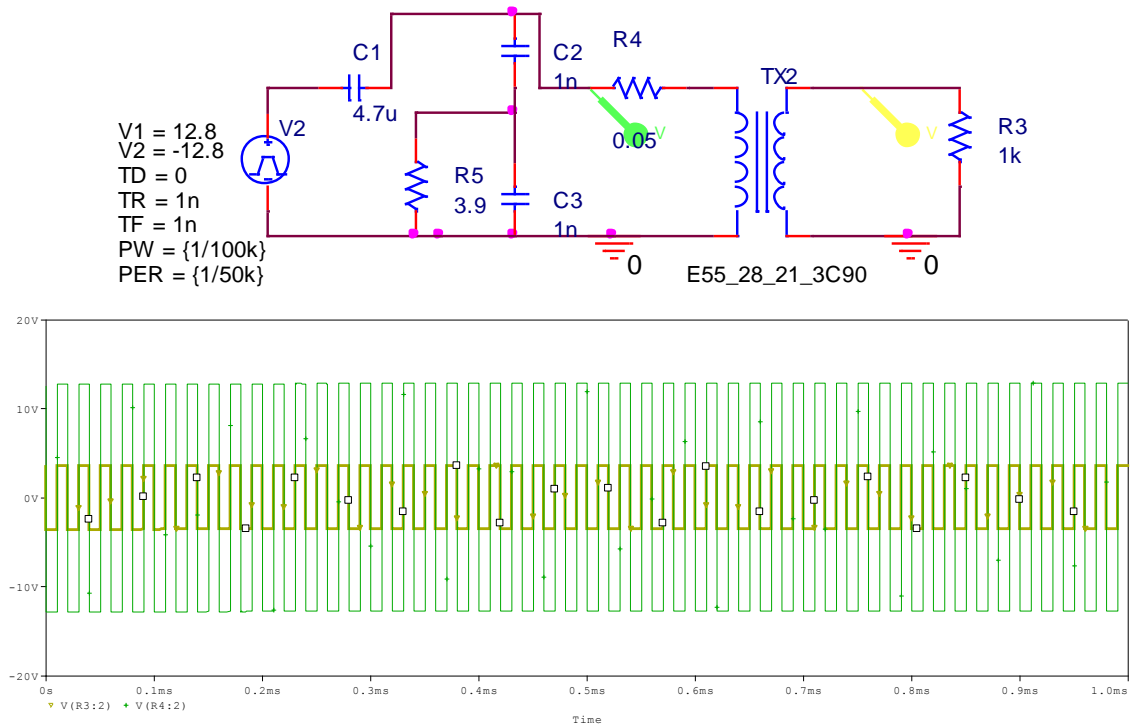 C1
4.7u
C2
1n
R4
0.05
V
TX2
V
R3
1k
V2
V1 = 12.8
V2 = -12.8
TD = 0
TR = 1n
TF = 1n
PW = {1/100k}
PER = {1/50k}
R5
3.9
C3
1n
0
0
E55_28_21_3C90
20V
10V
0V
-10V
-20V
0s 0.1ms 0.2ms 0.3ms 0.4ms 0.5ms 0.6ms 0.7ms 0.8ms 0.9ms 1.0ms
V(R3:2) V(R4:2)
Time